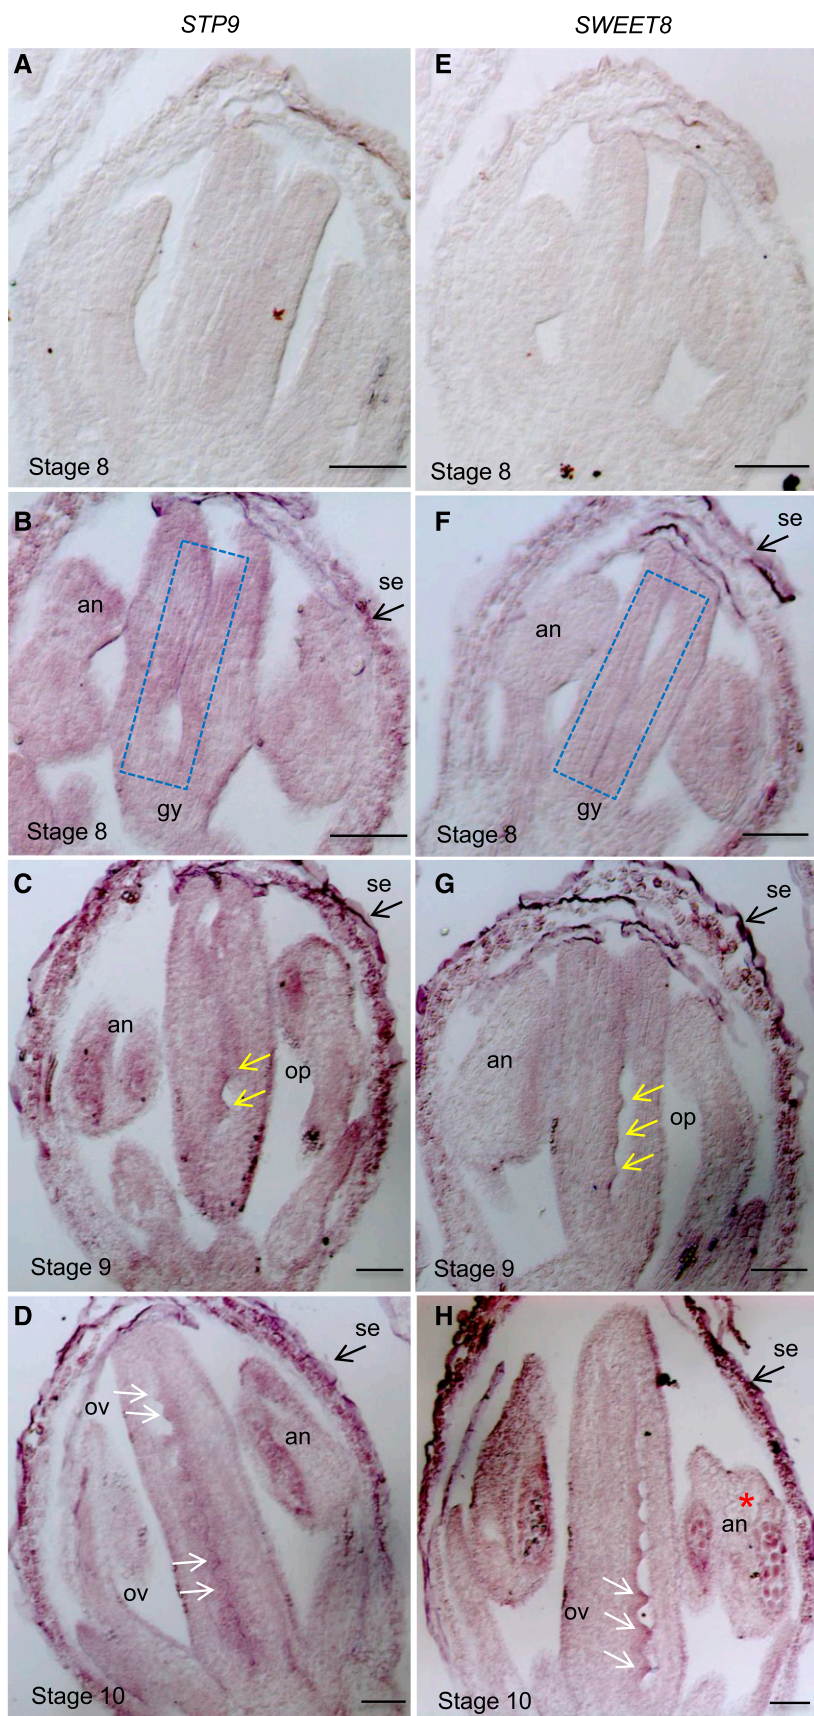 STP9
SWEET8
A
Stage 8
E
Stage 8
B
an
se
gy
Stage 8
F
se
an
gy
Stage 8
C
se
an
op
Stage 9
G
se
an
op
Stage 9
D
se
ov
an
ov
Stage 10
H
se
*
an
ov
Stage 10